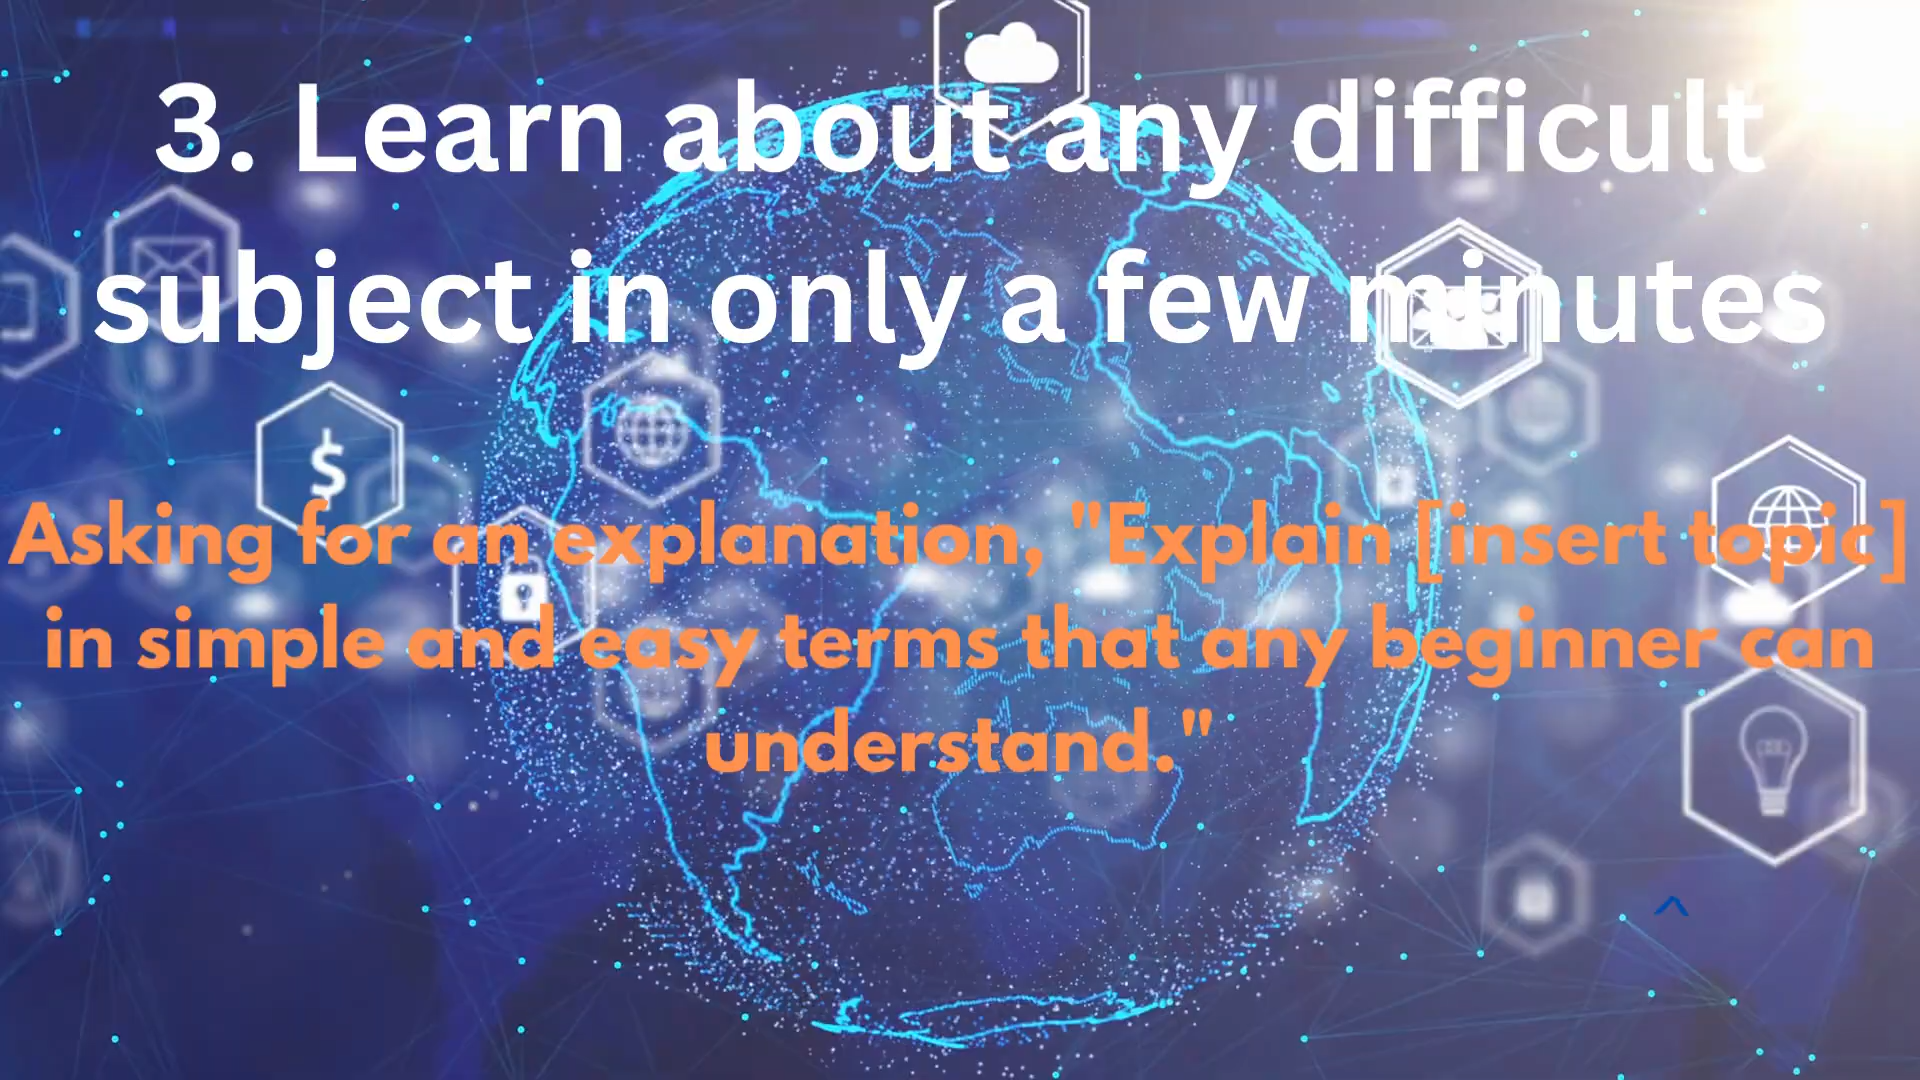 3. Learn about any difficult
subject in only a few minutes
Asking for an explanation, "Explain [insert topic]
in simple and easy terms that any beginner can
understand."